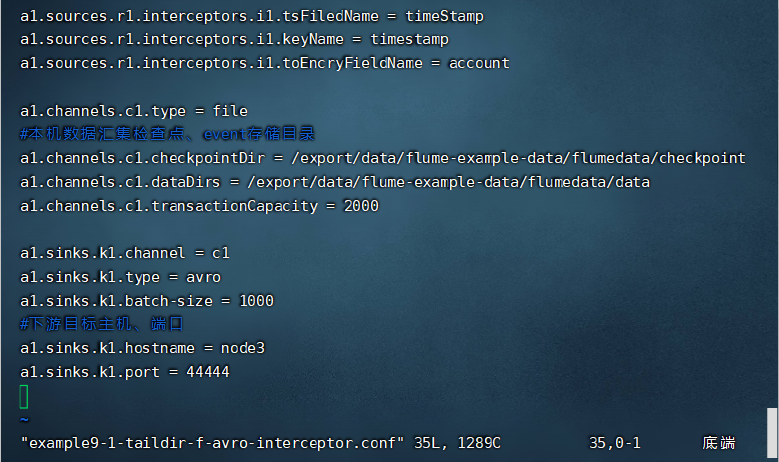 a1.sources.r1.interceptors.i1.tsFiledName = timeStamp
a1.sources.r1.interceptors.i1.keyName = timestamp
a1.sources.r1.interceptors.i1.toEncryFieldName = account
a1.channels.c1.type = file
#本机数据汇集检查点、event存储目录
a1.channels.c1.checkpointDir = /export/data/flume-example-data/flumedata/checkpoint
a1.channels.c1.dataDirs = /export/data/flume-example-data/flumedata/data
a1.channels.c1.transactionCapacity = 2000
a1.sinks.k1.channel = c1
a1.sinks.k1.type = avro
a1.sinks.k1.batch-size = 1000
#下游目标主机、端口
a1.sinks.k1.hostname = node3
a1.sinks.k1.port = 44444
~
"example9-1-taildir-f-avro-interceptor.conf" 35L, 1289C 35,0-1 底端